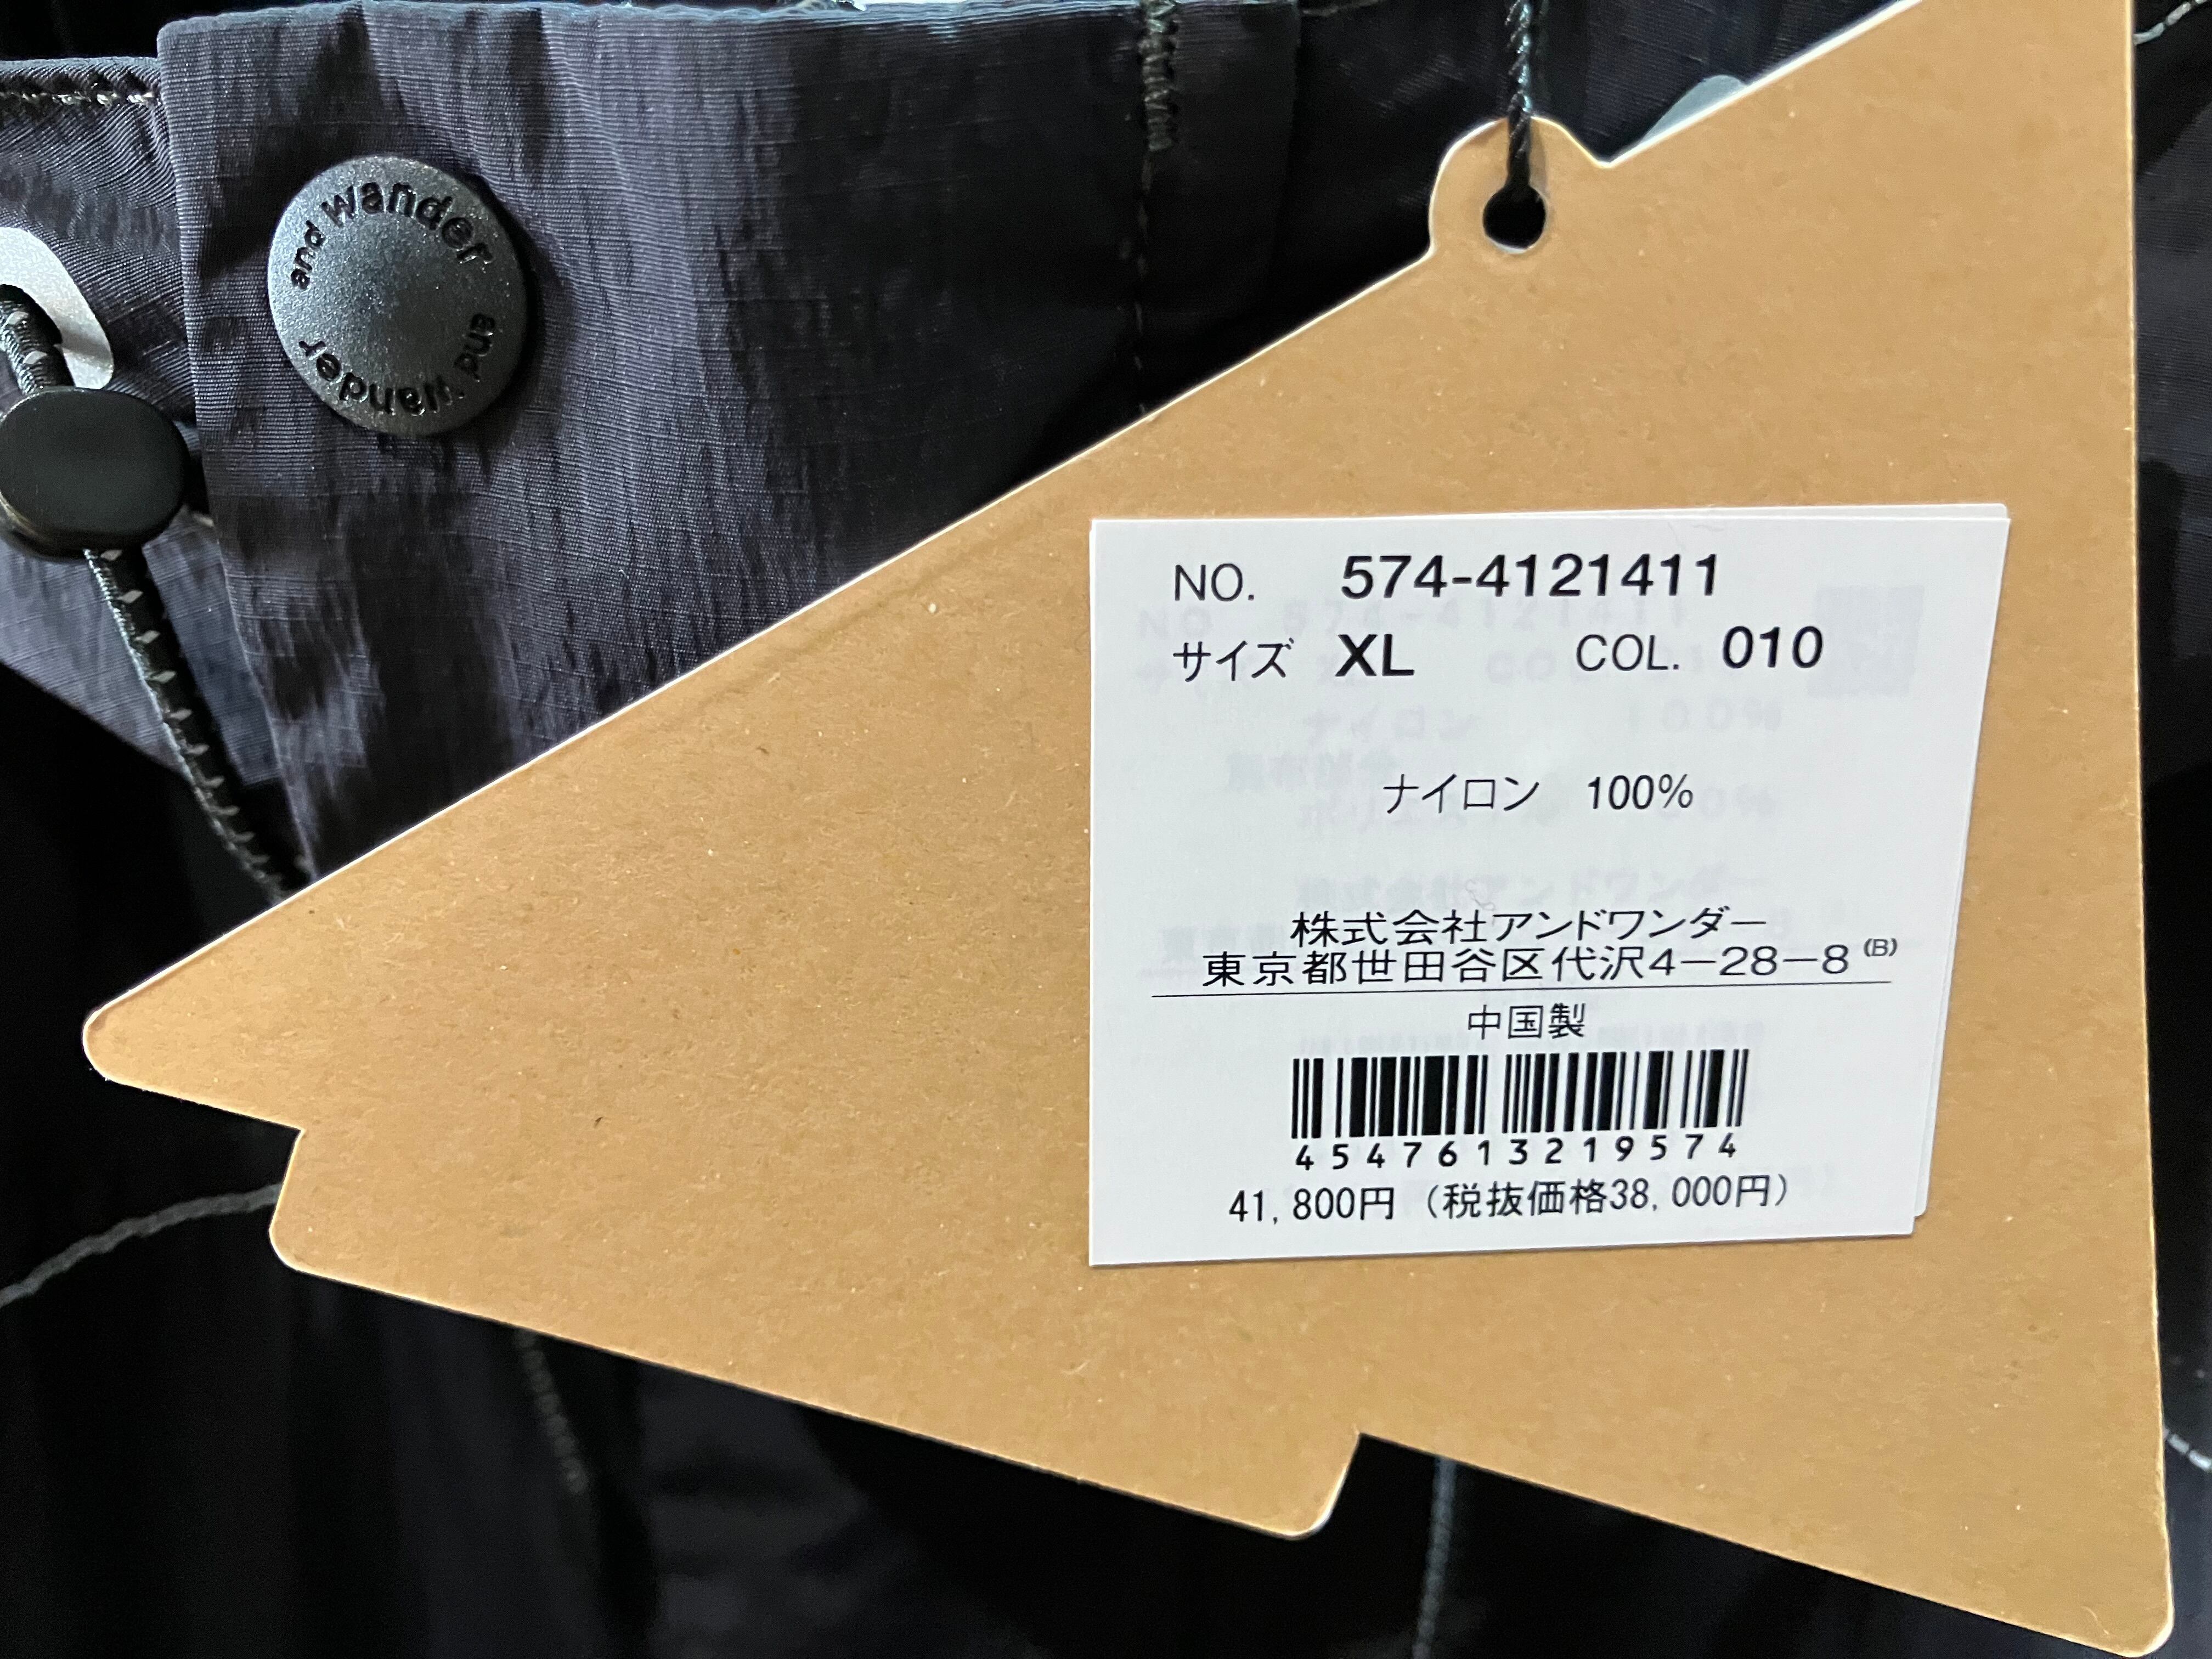 and wander and wander
NO. 574-4121411
サイズ XL COL. 010
ナイロン 100%
株式会社アンドワンダー
東京都世田谷区代沢4-28-8 (B)
中国製
4547613219574
41,800円 (税抜価格38,000円)